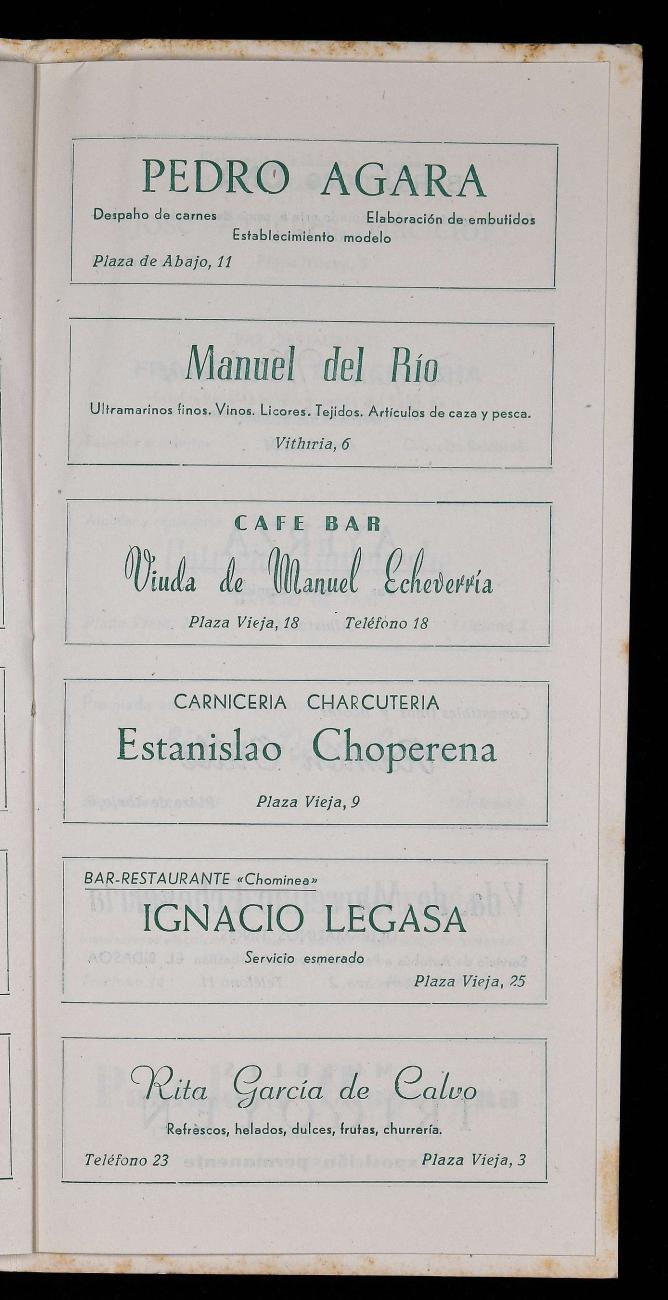 PEDRO AGARA
Despaho de carnes Elaboración de embutidos
Establecimiento modelo
Plaza de Abajo, 11
Manuel del Río
Ultramarinos finos. Vinos. Licores. Tejidos. Artículos de caza y pesca.
Vithiria, 6
CAFE BAR
Viuda de Manuel Echeverría
Plaza Vieja, 18 Teléfono 18
CARNICERIA CHARCUTERIA
Estanislao Choperena
Plaza Vieja, 9
BAR-RESTAURANTE «Chominea»
IGNACIO LEGASA
Servicio esmerado
Plaza Vieja, 25
Rita García de Calvo
Refrescos, helados, dulces, frutas, churrería.
Teléfono 23 Plaza Vieja, 3